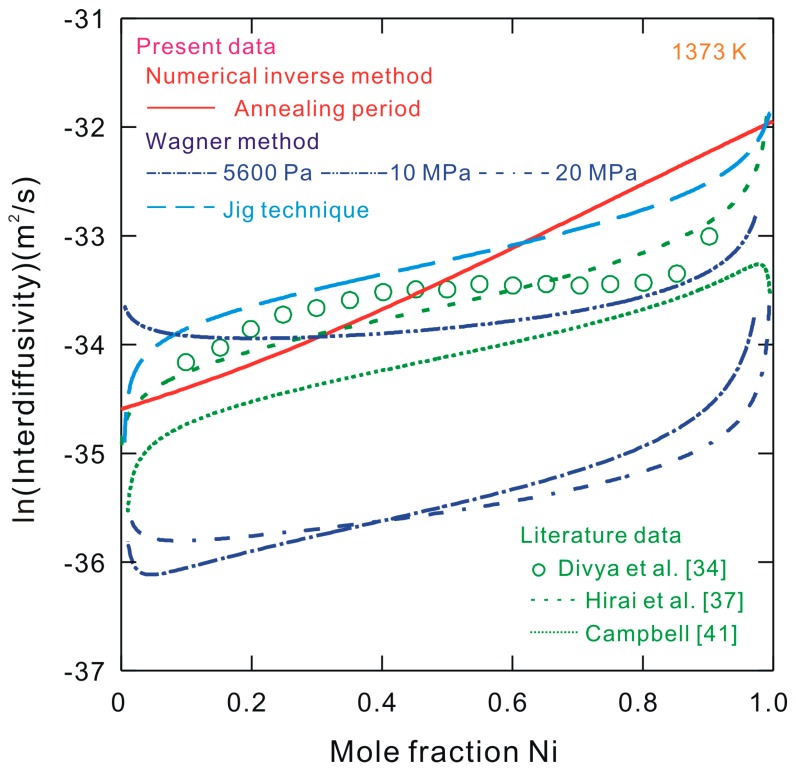 -31
-32
-33
-34
-35
-36
-37
ln(Interdiffusivity)(m²/s)
Present data
1373 K
Numerical inverse method
Annealing period
Wagner method
5600 Pa 10 MPa 20 MPa
Jig technique
Literature data
Divya et al. [34]
Hirai et al. [37]
Campbell [41]
0 0.2 0.4 0.6 0.8 1.0
Mole fraction Ni